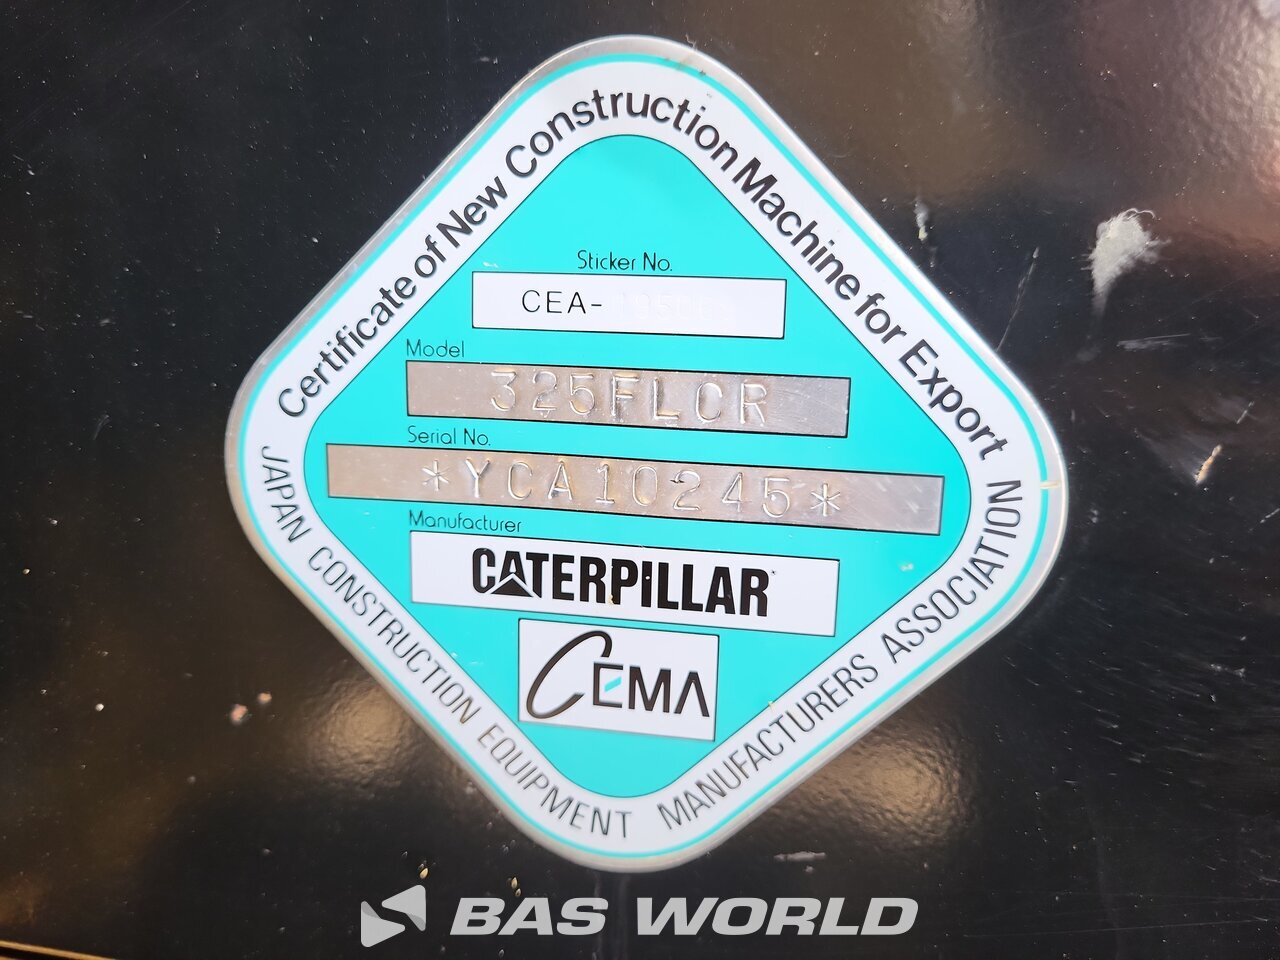 Certificate of New Construction Machine for Export
Sticker No.
CEA-
Model
325FLCR
Serial No.
*YCA10245*
Manufacturer
CATERPILLAR
CEMA
JAPAN CONSTRUCTION EQUIPMENT MANUFACTURERS ASSOCIATION
BAS WORLD